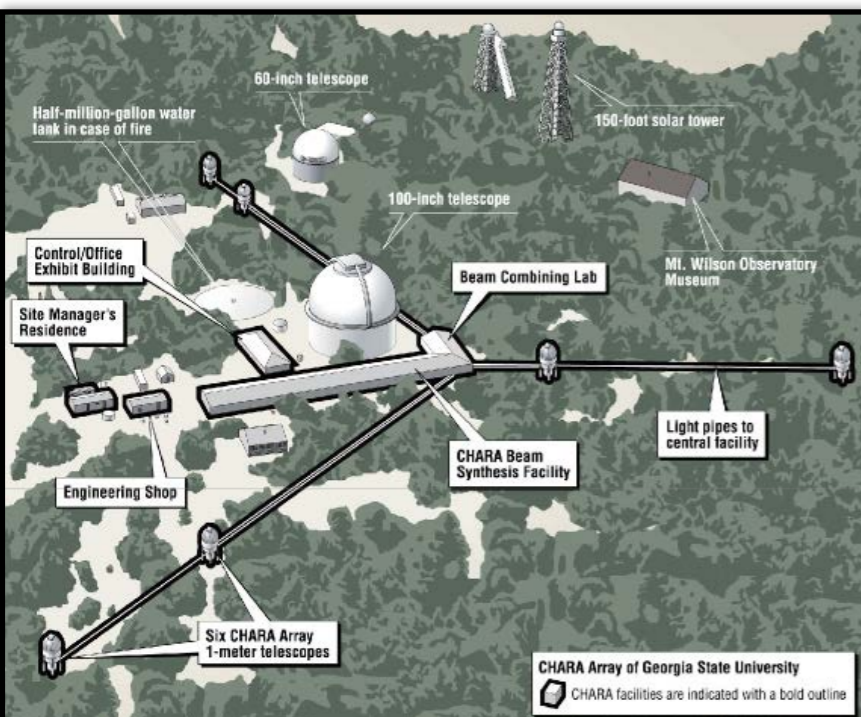 60-inch telescope
Half-million-gallon water
tank in case of fire
150-foot solar tower
100-inch telescope
Control/Office
Exhibit Building
Beam Combining Lab
Mt. Wilson Observatory
Museum
Site Manager's
Residence
Light pipes to
central facility
CHARA Beam
Synthesis Facility
Engineering Shop
Six CHARA Array
1-meter telescopes
CHARA Array of Georgia State University
CHARA facilities are indicated with a bold outline